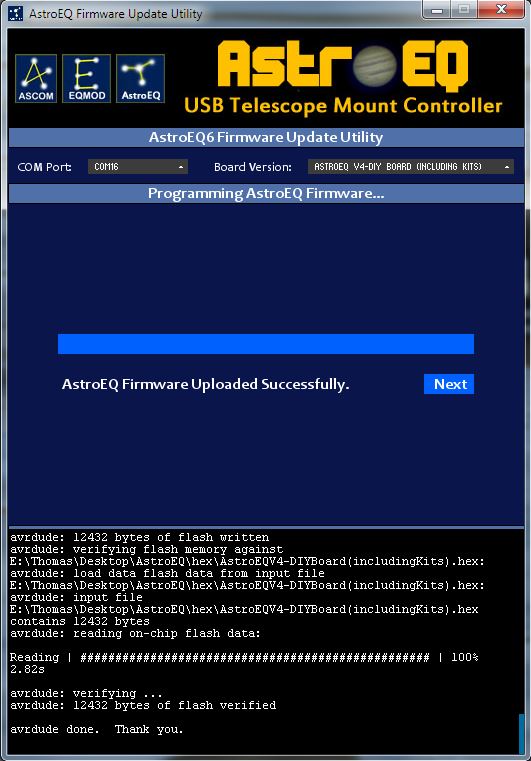 AstroEQ Firmware Update Utility
ASCOM EQMOD AstroEQ
AstrOEQ
USB Telescope Mount Controller
AstroEQ6 Firmware Update Utility
COM Port: COM16 Board Version: ASTROEQ V4-DIY BOARD (INCLUDING KITS)
Programming AstroEQ Firmware...
AstroEQ Firmware Uploaded Successfully. Next
avrdude: 12432 bytes of flash written
avrdude: verifying flash memory against
E:\Thomas\Desktop\AstroEQ\hex\AstroEQV4-DIYBoard(includingKits).hex:
avrdude: load data flash data from input file
E:\Thomas\Desktop\AstroEQ\hex\AstroEQV4-DIYBoard(includingKits).hex:
avrdude: input file
E:\Thomas\Desktop\AstroEQ\hex\AstroEQV4-DIYBoard(includingKits).hex
contains 12432 bytes
avrdude: reading on-chip flash data:
Reading | ################################################## | 100%
2.82s
avrdude: verifying ...
avrdude: 12432 bytes of flash verified
avrdude done.  Thank you.